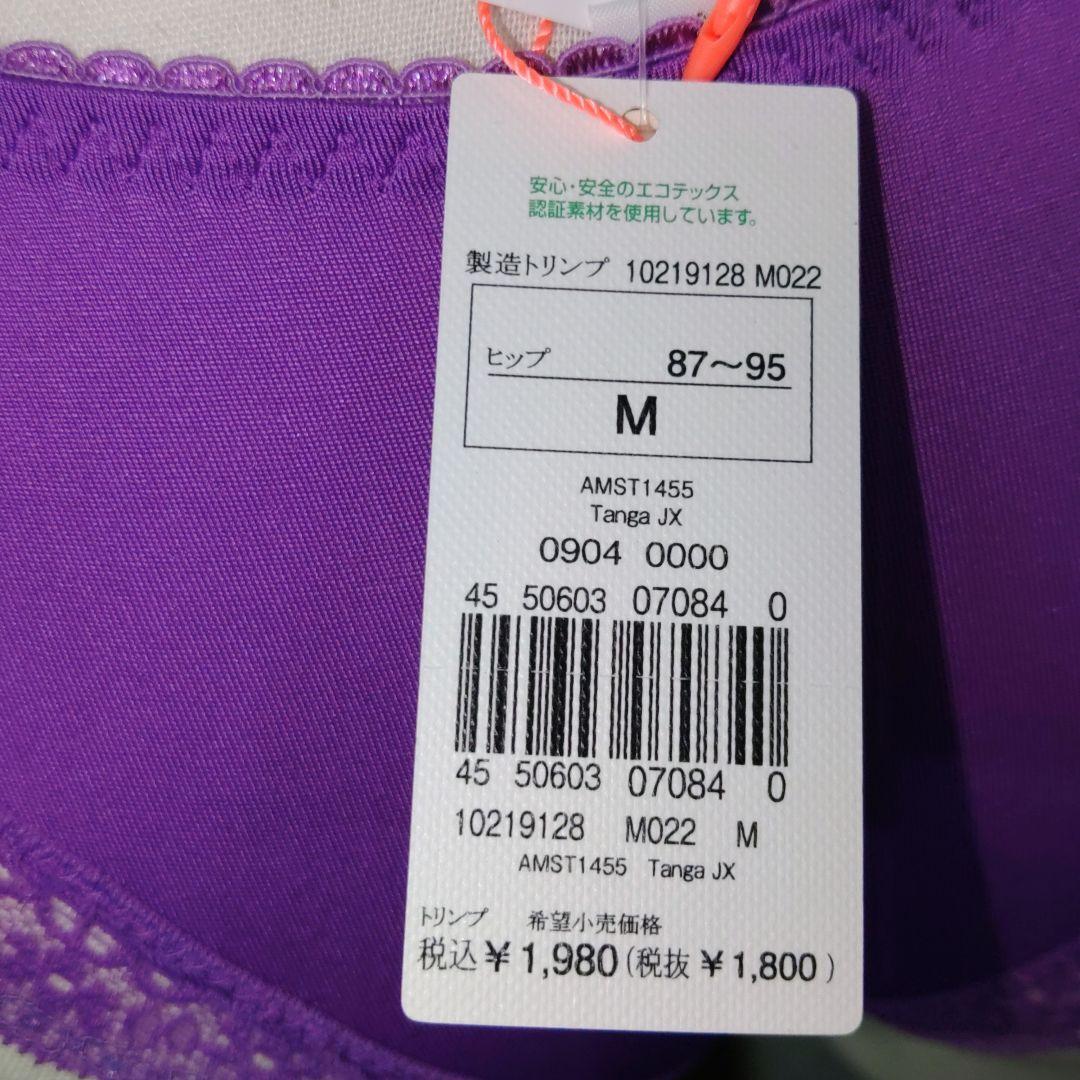 安心・安全のエコテックス
認証素材を使用しています。
製造トリンプ 10219128 M022
ヒップ 87～95
M
AMST1455
Tanga JX
0904 0000
45 50603 07084 0
45 50603 07084 0
10219128 M022 M
AMST1455 Tanga JX
トリンプ 希望小売価格
税込￥1,980(税抜￥1,800)